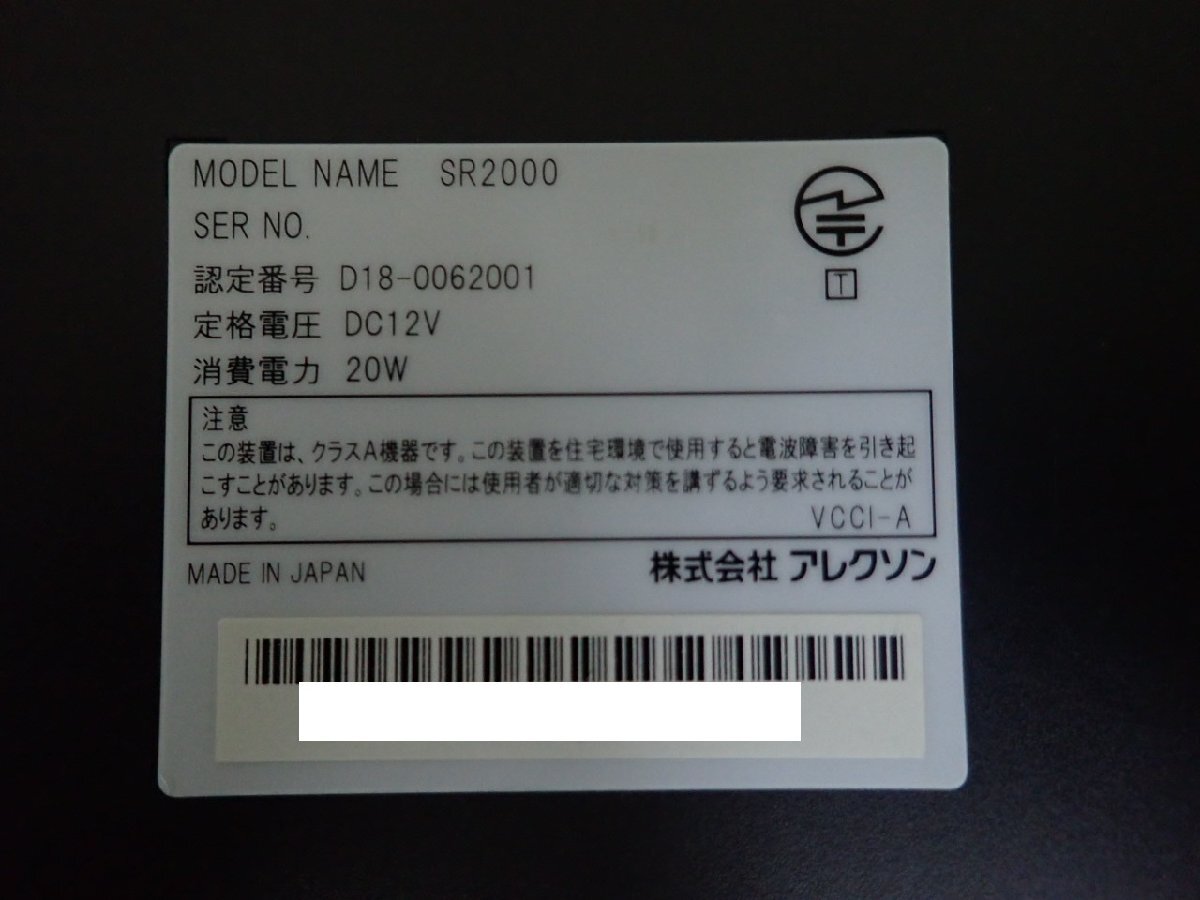 MODEL NAME SR2000
SER NO.
認定番号 D18-0062001
定格電圧 DC12V
消費電力 20W
T
注意
この装置は、クラスA機器です。この装置を住宅環境で使用すると電波障害を引き起
こすことがあります。この場合には使用者が適切な対策を講ずるよう要求されることが
あります。 VCCI-A
MADE IN JAPAN 株式会社 アレクソン